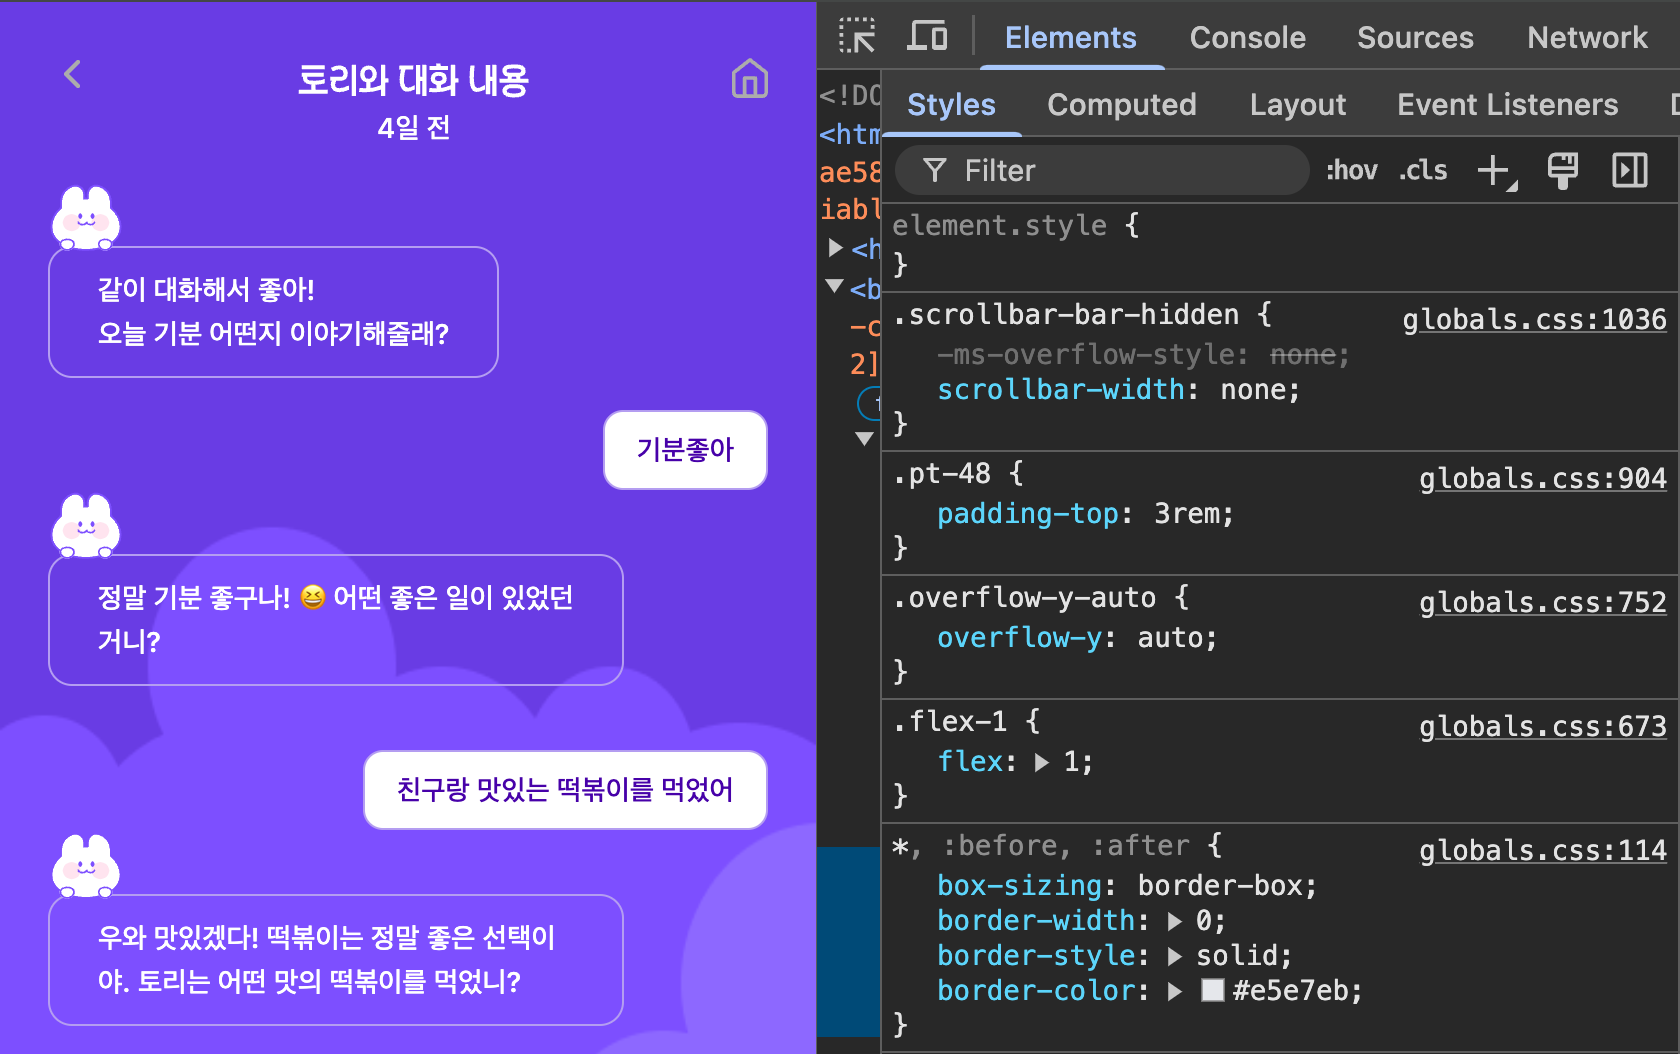 토리와 대화 내용
4일 전
같이 대화해서 좋아!
오늘 기분 어떤지 이야기해줄래?
기분좋아
정말 기분 좋구나! 😆 어떤 좋은 일이 있었던
거니?
친구랑 맛있는 떡볶이를 먹었어
우와 맛있겠다! 떡볶이는 정말 좋은 선택이
야. 토리는 어떤 맛의 떡볶이를 먹었니?
Elements Console Sources Network
<!DO
<htm
ae58
iabl
<h
<b
-c
2]
Styles Computed Layout Event Listeners
Filter :hov .cls
element.style {
}
.scrollbar-bar-hidden { globals.css:1036
-ms-overflow-style: none;
scrollbar-width: none;
}
.pt-48 { globals.css:904
padding-top: 3rem;
}
.overflow-y-auto { globals.css:752
overflow-y: auto;
}
.flex-1 { globals.css:673
flex: 1;
}
*, :before, :after { globals.css:114
box-sizing: border-box;
border-width: 0;
border-style: solid;
border-color: #e5e7eb;
}